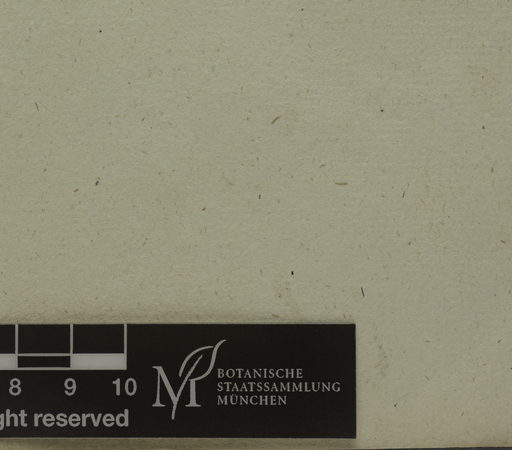 8 9 10
BOTANISCHE
STAATSSAMMLUNG
MÜNCHEN
ght reserved